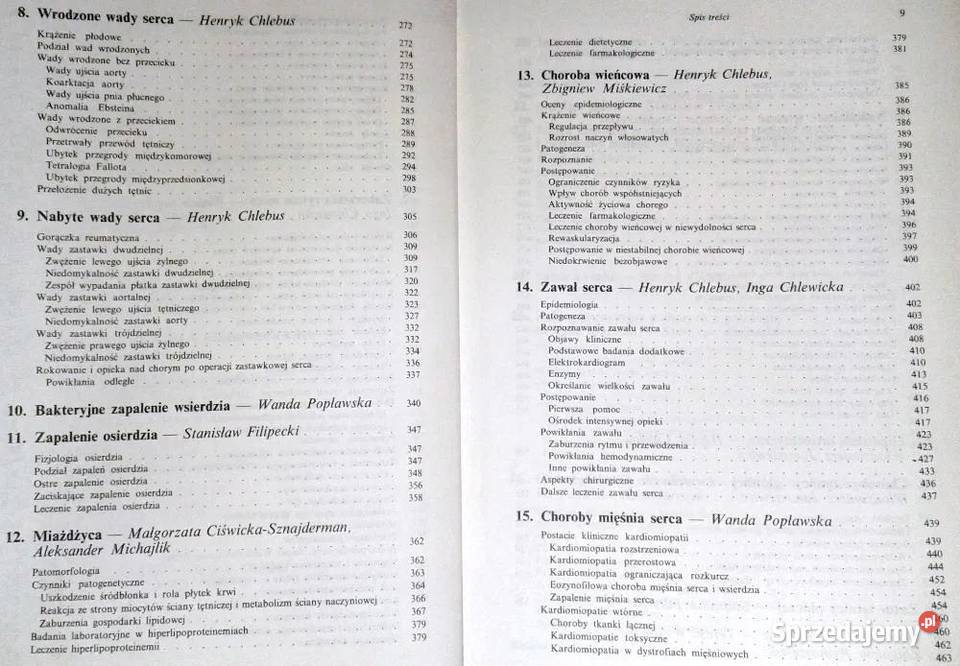 8. Wrodzone wady serca — Henryk Chlebus 272
Krążenie płodowe 272
Podział wad wrodzonych 274
Wady wrodzone bez przecieku 275
Wady ujścia aorty 275
Koarktacja aorty 278
Wady ujścia pnia płucnego 282
Anomalia Ebsteina 285
Wady wrodzone z przeciekiem 287
Odwrócenie przecieku 288
Przetrwały przewód tętniczy 289
Ubytek przegrody międzykomorowej 292
Tetralogia Fallota 294
Ubytek przegrody międzyprzedsionkowej 298
Przełożenie dużych tętnic 303
9. Nabyte wady serca — Henryk Chlebus 305
Gorączka reumatyczna 306
Wady zastawki dwudzielnej 309
Zwężenie lewego ujścia żylnego 309
Niedomykalność zastawki dwudzielnej 317
Zespół wypadania płatka zastawki dwudzielnej 320
Wady zastawki aortalnej 322
Zwężenie lewego ujścia tętniczego 323
Niedomykalność zastawki aorty 327
Wady zastawki trójdzielnej 332
Zwężenie prawego ujścia żylnego 332
Niedomykalność zastawki trójdzielnej 334
Rokowanie i opieka nad chorym po operacji zastawkowej serca 336
Powikłania odległe 337
10. Bakteryjne zapalenie wsierdzia — Wanda Popławska 340
11. Zapalenie osierdzia — Stanisław Filipecki 347
Fizjologia osierdzia 347
Podział zapaleń osierdzia 347
Ostre zapalenie osierdzia 348
Zaciskające zapalenie osierdzia 356
Leczenie zapalenia osierdzia 358
12. Miażdżyca — Małgorzata Ciświcka-Sznajderman,
Aleksander Michajlik 362
Patomorfologia 362
Czynniki patogenetyczne 363
Uszkodzenie śródbłonka i rola płytek krwi 364
Reakcja ze strony miocytów ściany tętniczej i metabolizm ściany naczyniowej 366
Zaburzenia gospodarki lipidowej 367
Badania laboratoryjne w hiperlipoproteinemiach 379
Leczenie hiperlipoproteinemii 379
Spis treści 9
Leczenie dietetyczne 379
Leczenie farmakologiczne 381
13. Choroba wieńcowa — Henryk Chlebus,
Zbigniew Miśkiewicz 385
Oceny epidemiologiczne 386
Krążenie wieńcowe 386
Regulacja przepływu 386
Rozrost naczyń włosowatych 389
Patogeneza 390
Rozpoznanie 391
Postępowanie 393
Ograniczenie czynników ryzyka 393
Wpływ chorób współistniejących 393
Aktywność życiowa chorego 394
Leczenie farmakologiczne 394
Leczenie choroby wieńcowej w niewydolności serca 396
Rewaskularyzacja 397
Postępowanie w niestabilnej chorobie wieńcowej 399
Niedokrwienie bezobjawowe 400
14. Zawał serca — Henryk Chlebus, Inga Chlewicka 402
Epidemiologia 402
Patogeneza 403
Rozpoznawanie zawału serca 408
Objawy kliniczne 408
Podstawowe badania dodatkowe 410
Elektrokardiogram 410
Enzymy 413
Określanie wielkości zawału 415
Postępowanie 416
Pierwsza pomoc 417
Ośrodek intensywnej opieki 417
Powikłania zawału 423
Zaburzenia rytmu i przewodzenia 423
Powikłania hemodynamiczne 427
Inne powikłania zawału 433
Aspekty chirurgiczne 436
Dalsze leczenie zawału serca 437
15. Choroby mięśnia serca — Wanda Popławska 439
Postacie kliniczne kardiomiopatii 439
Kardiomiopatia rozstrzeniowa 440
Kardiomiopatia przerostowa 444
Kardiomiopatia ograniczająca rozkurcz 452
Eozynofilowa choroba mięśnia serca i wsierdzia 454
Zapalenie mięśnia serca 454
Kardiomiopatie wtórne 460
Choroby tkanki łącznej 460
Kardiomiopatie toksyczne 462
Kardiomiopatia w dystrofiach mięśniowych 463
Sprzedajemy.pl